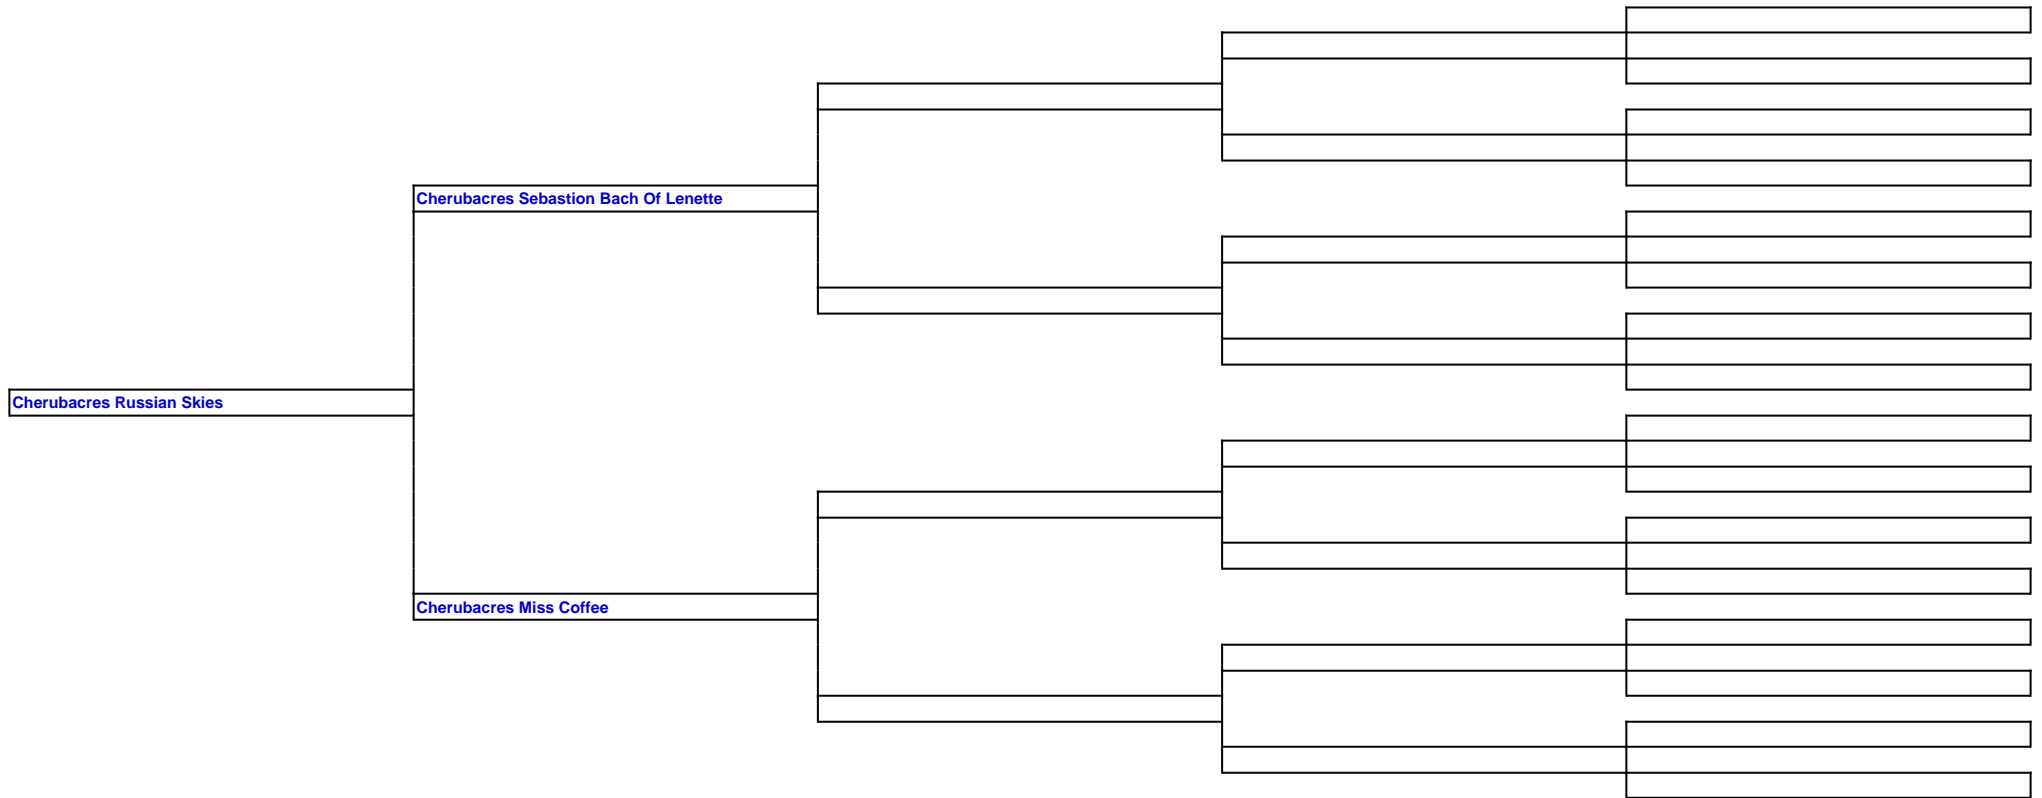 Cherubacres Sebastion Bach Of Lenette
Cherubacres Russian Skies
Cherubacres Miss Coffee